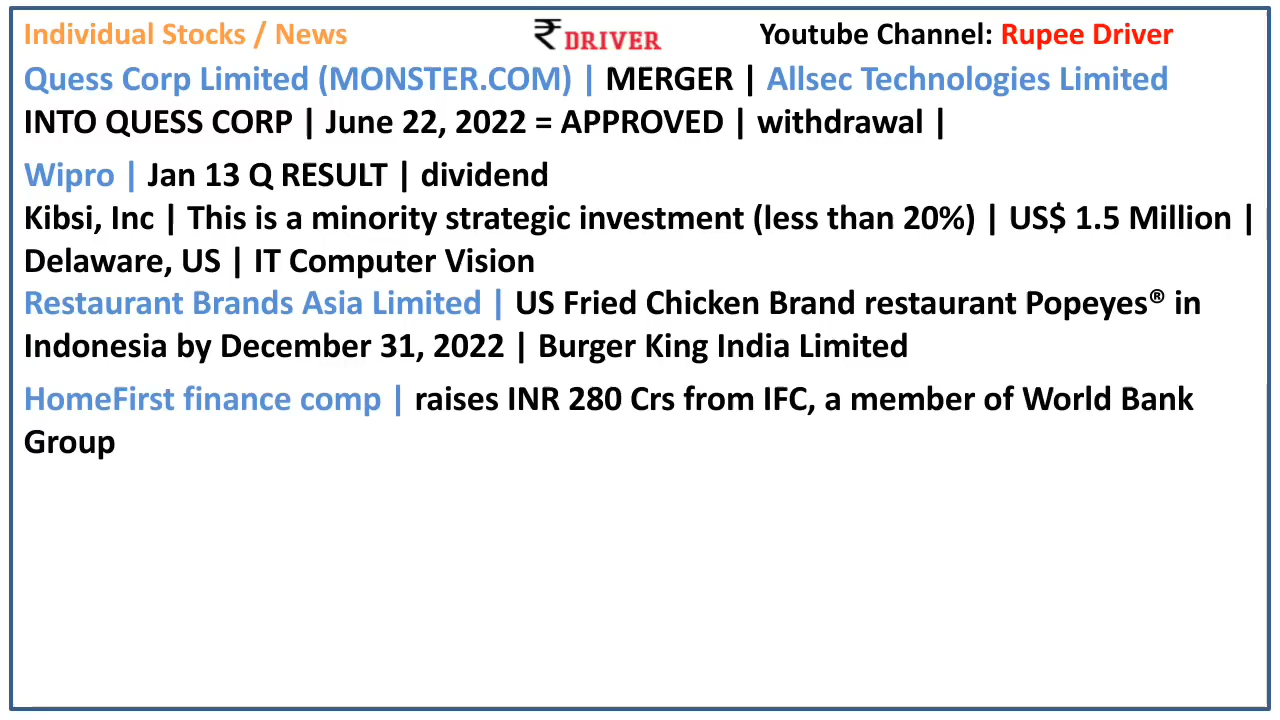 Individual Stocks / News
₹ DRIVER
Youtube Channel: Rupee Driver
Quess Corp Limited (MONSTER.COM) | MERGER | Allsec Technologies Limited
INTO QUESS CORP | June 22, 2022 = APPROVED | withdrawal |
Wipro | Jan 13 Q RESULT | dividend
Kibsi, Inc | This is a minority strategic investment (less than 20%) | US$ 1.5 Million |
Delaware, US | IT Computer Vision
Restaurant Brands Asia Limited | US Fried Chicken Brand restaurant Popeyes® in
Indonesia by December 31, 2022 | Burger King India Limited
HomeFirst finance comp | raises INR 280 Crs from IFC, a member of World Bank
Group